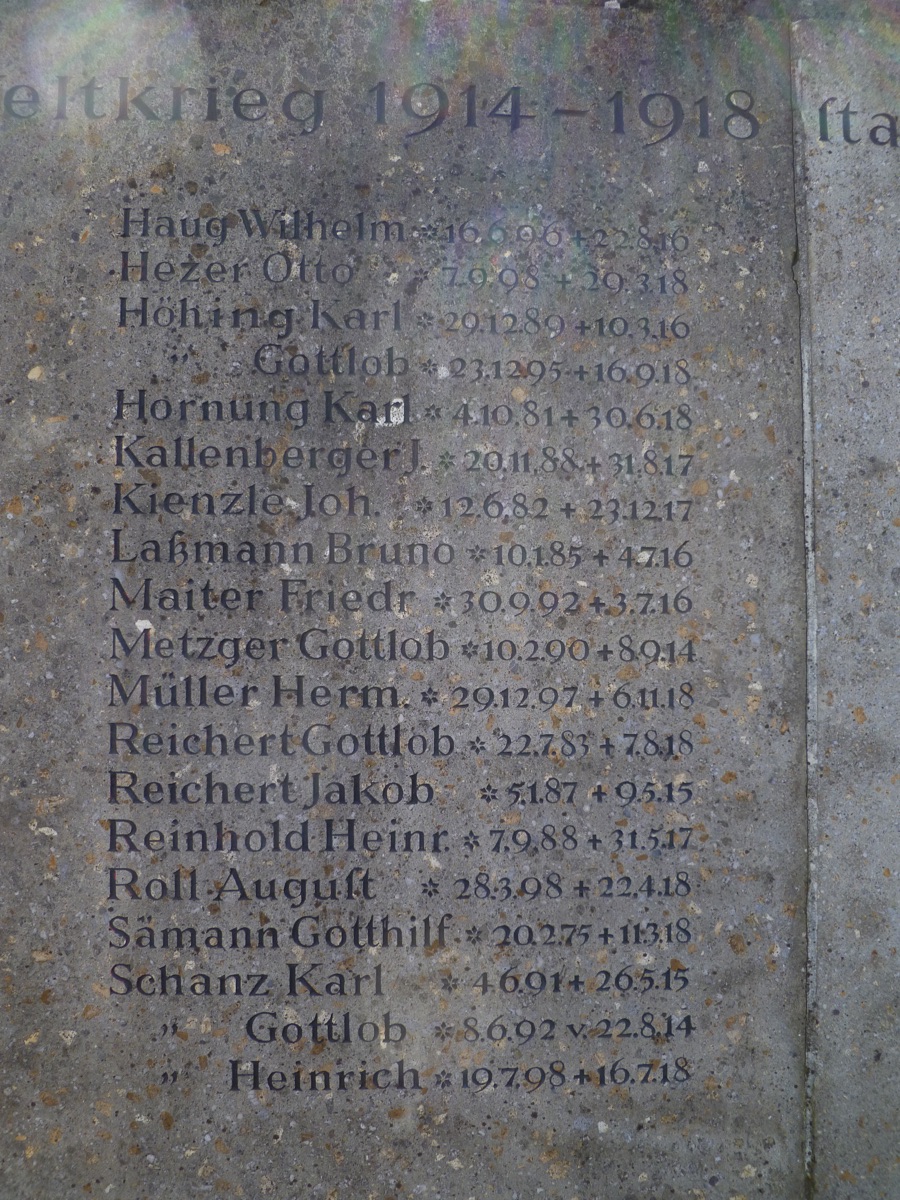 eltkrieg 1914 – 1918 ſta
Haug Wilhelm * 16.6.96 + 22.8.16
Hezer Otto * 7.9.98 + 29.3.18
Höhing Karl * 29.12.89 + 10.3.16
〃 Gottlob * 23.12.95 + 16.9.18
Hornung Karl * 4.10.81 + 30.6.18
Kallenberger J. * 20.11.88 + 31.8.17
Kienzle Joh. * 12.6.82 + 23.12.17
Laßmann Bruno * 10.1.85 + 4.7.16
Maiter Friedr * 30.9.92 + 3.7.16
Metzger Gottlob * 10.2.90 + 8.9.14
Müller Herm. * 29.12.97 + 6.11.18
Reichert Gottlob * 22.7.83 + 7.8.18
Reichert Jakob * 5.1.87 + 9.5.15
Reinhold Heinr. * 7.9.88 + 31.5.17
Roll Auguſt * 28.3.98 + 22.4.18
Sämann Gotthilf * 20.2.75 + 11.3.18
Schanz Karl * 4.6.91 + 26.5.15
〃 Gottlob * 8.6.92 v. 22.8.14
〃 Heinrich * 19.7.98 + 16.7.18